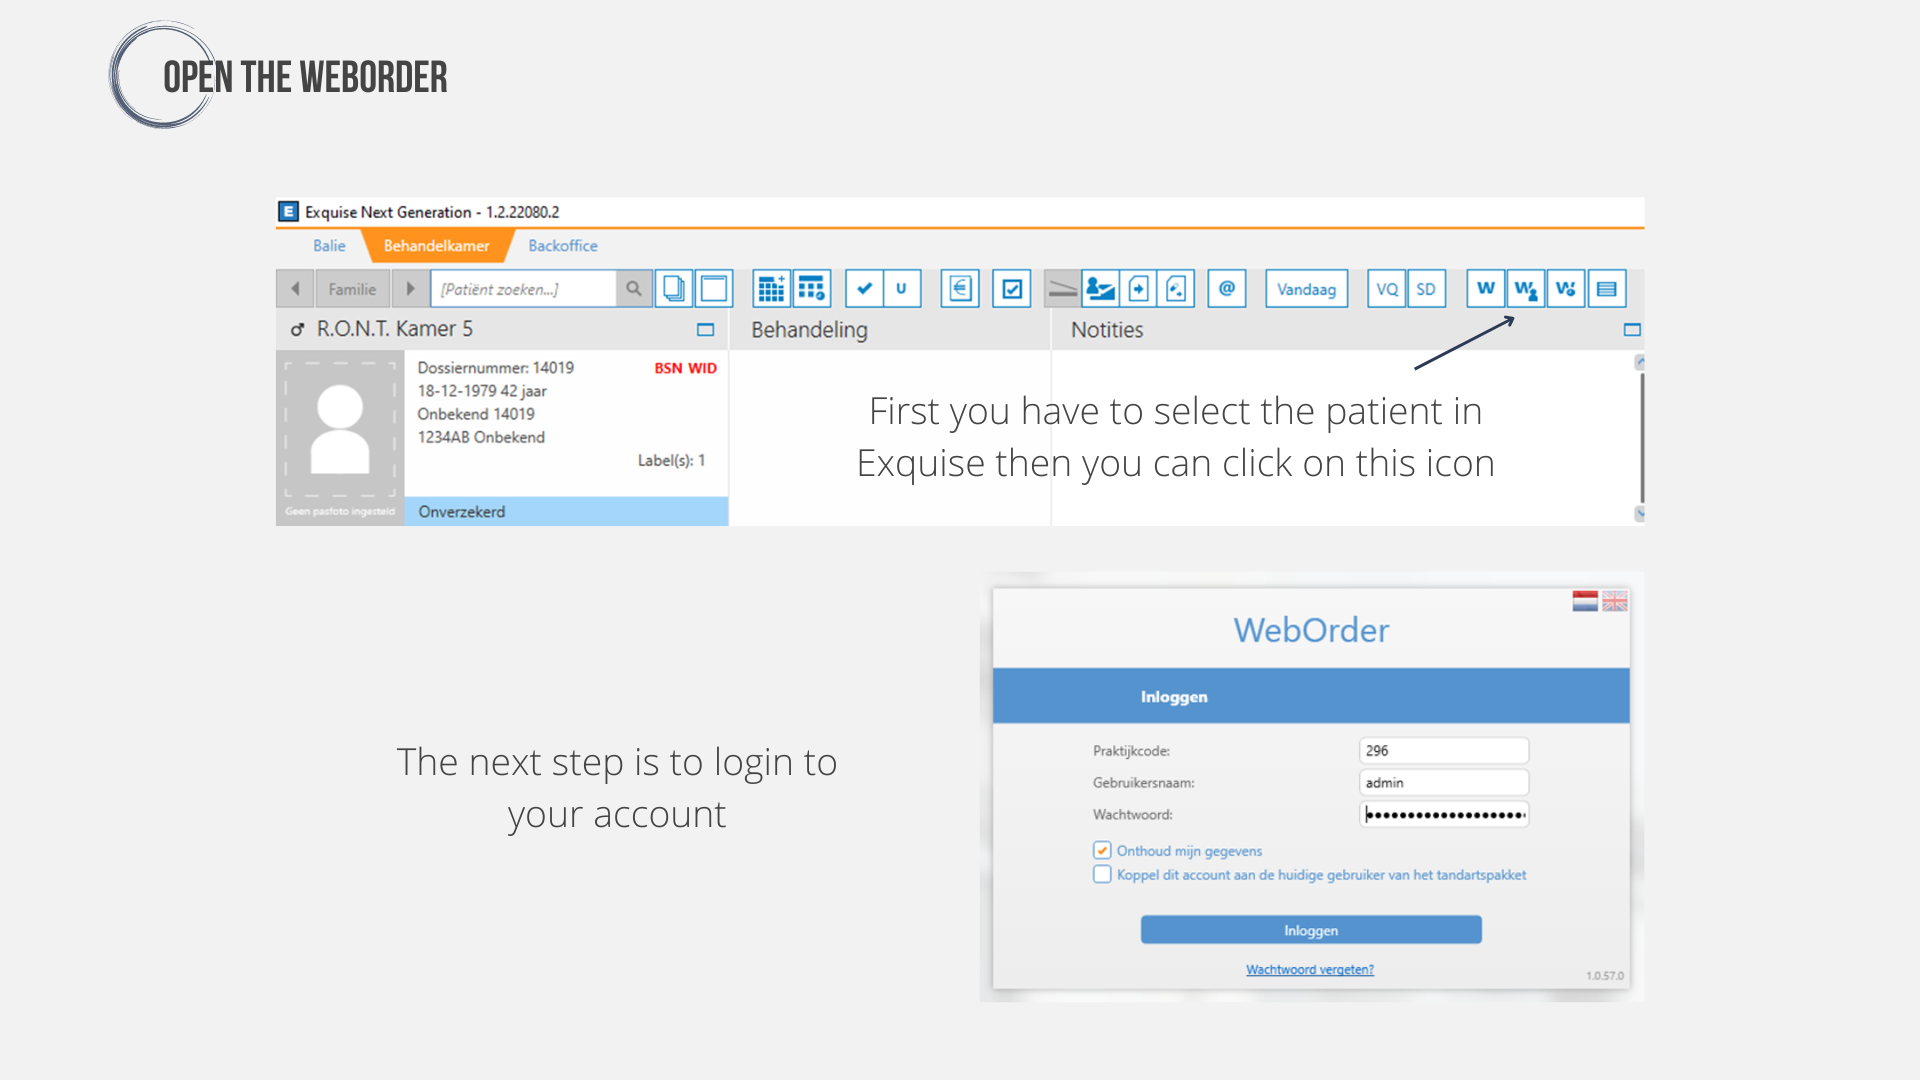 OPEN THE WEBORDER
E Exquise Next Generation - 1.2.22080.2
Balie Behandelkamer Backoffice
Familie [Patiënt zoeken...] U @ Vandaag VQ SD W W W
R.O.N.T. Kamer 5 Behandeling Notities
Dossiernummer: 14019 BSN WID
18-12-1979 42 jaar
Onbekend 14019
1234AB Onbekend
Label(s): 1
Geen pasfoto ingesteld
Onverzekerd
First you have to select the patient in
Exquise then you can click on this icon
The next step is to login to
your account
WebOrder
Inloggen
Praktijkcode: 296
Gebruikersnaam: admin
Wachtwoord:
Onthoud mijn gegevens
Koppel dit account aan de huidige gebruiker van het tandartspakket
Inloggen
Wachtwoord vergeten?
1.0.57.0